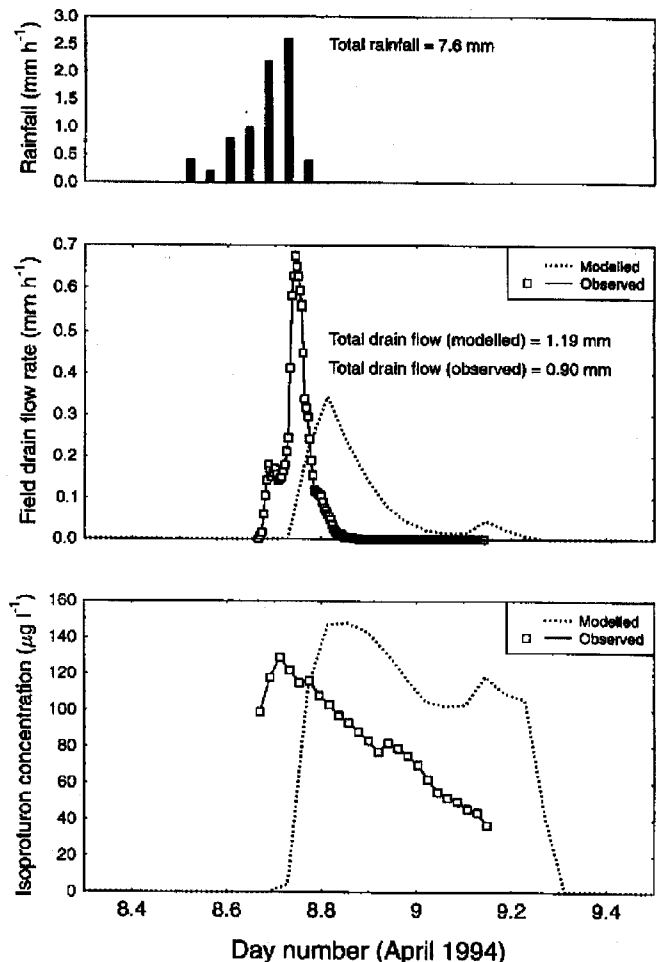 3.0
2.5
2.0
1.5
1.0
0.5
0.0
Rainfall (mm h⁻¹)
Total rainfall = 7.6 mm
0.7
0.6
0.5
0.4
0.3
0.2
0.1
0.0
Field drain flow rate (mm h⁻¹)
Modelled
Observed
Total drain flow (modelled) = 1.19 mm
Total drain flow (observed) = 0.90 mm
160
140
120
100
80
60
40
20
0
Isoproturon concentration (µg l⁻¹)
Modelled
Observed
8.4
8.6
8.8
9
9.2
9.4
Day number (April 1994)